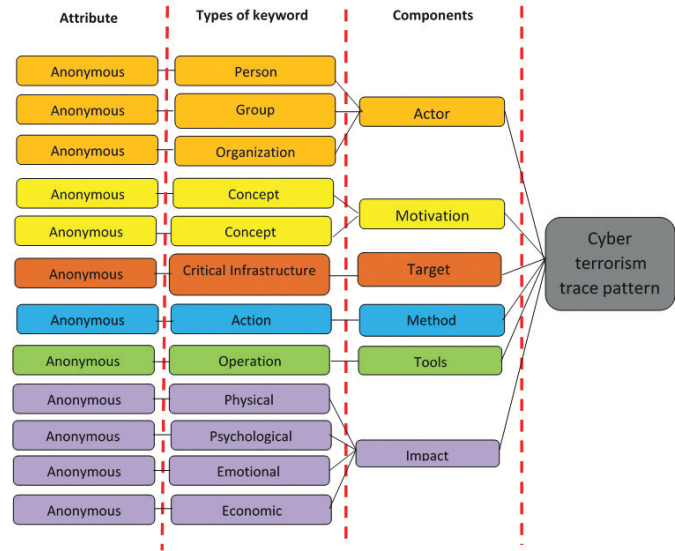 Attribute Types of keyword Components
Anonymous Person
Anonymous Group Actor
Anonymous Organization
Anonymous Concept
Motivation
Anonymous Concept
Cyber
terrorism
trace pattern
Anonymous Critical Infrastructure Target
Anonymous Action Method
Anonymous Operation Tools
Anonymous Physical
Anonymous Psychological
Impact
Anonymous Emotional
Anonymous Economic